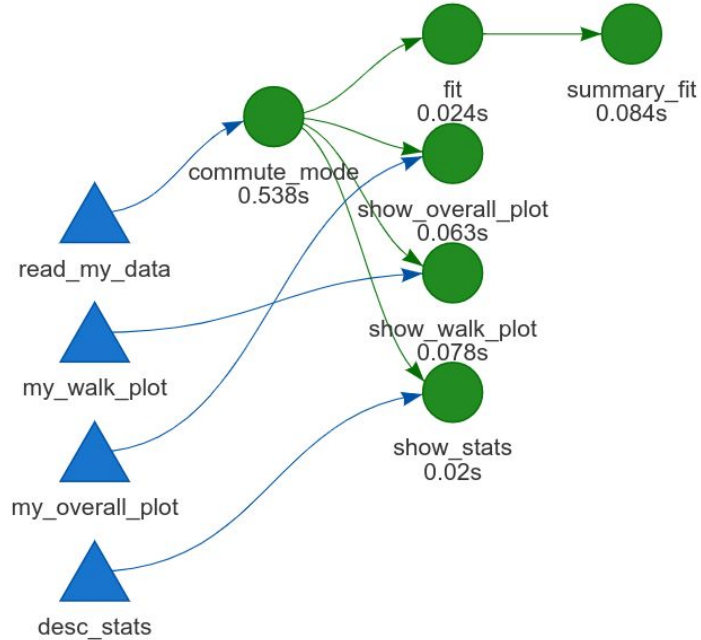 fit
0.024s
summary_fit
0.084s
commute_mode
0.538s
show_overall_plot
0.063s
read_my_data
show_walk_plot
0.078s
my_walk_plot
show_stats
0.02s
my_overall_plot
desc_stats